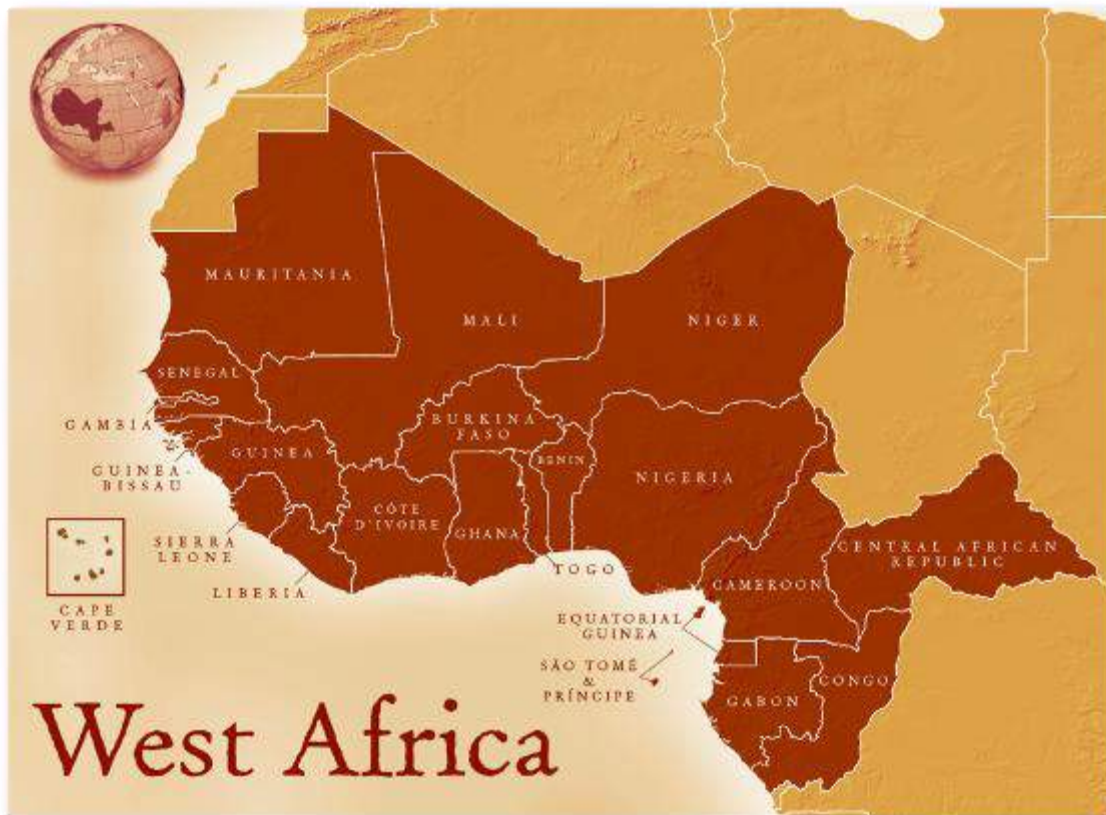 MAURITANIA
MALI
NIGER
SENEGAL
GAMBIA
BURKINA
FASO
GUINEA
GUINEA-
BISSAU
BENIN
NIGERIA
CÔTE
D'IVOIRE
GHANA
SIERRA
LEONE
CENTRAL AFRICAN
REPUBLIC
TOGO
CAMEROON
LIBERIA
CAPE
VERDE
EQUATORIAL
GUINEA
SÃO TOMÉ
&
PRÍNCIPE
CONGO
GABON
West Africa